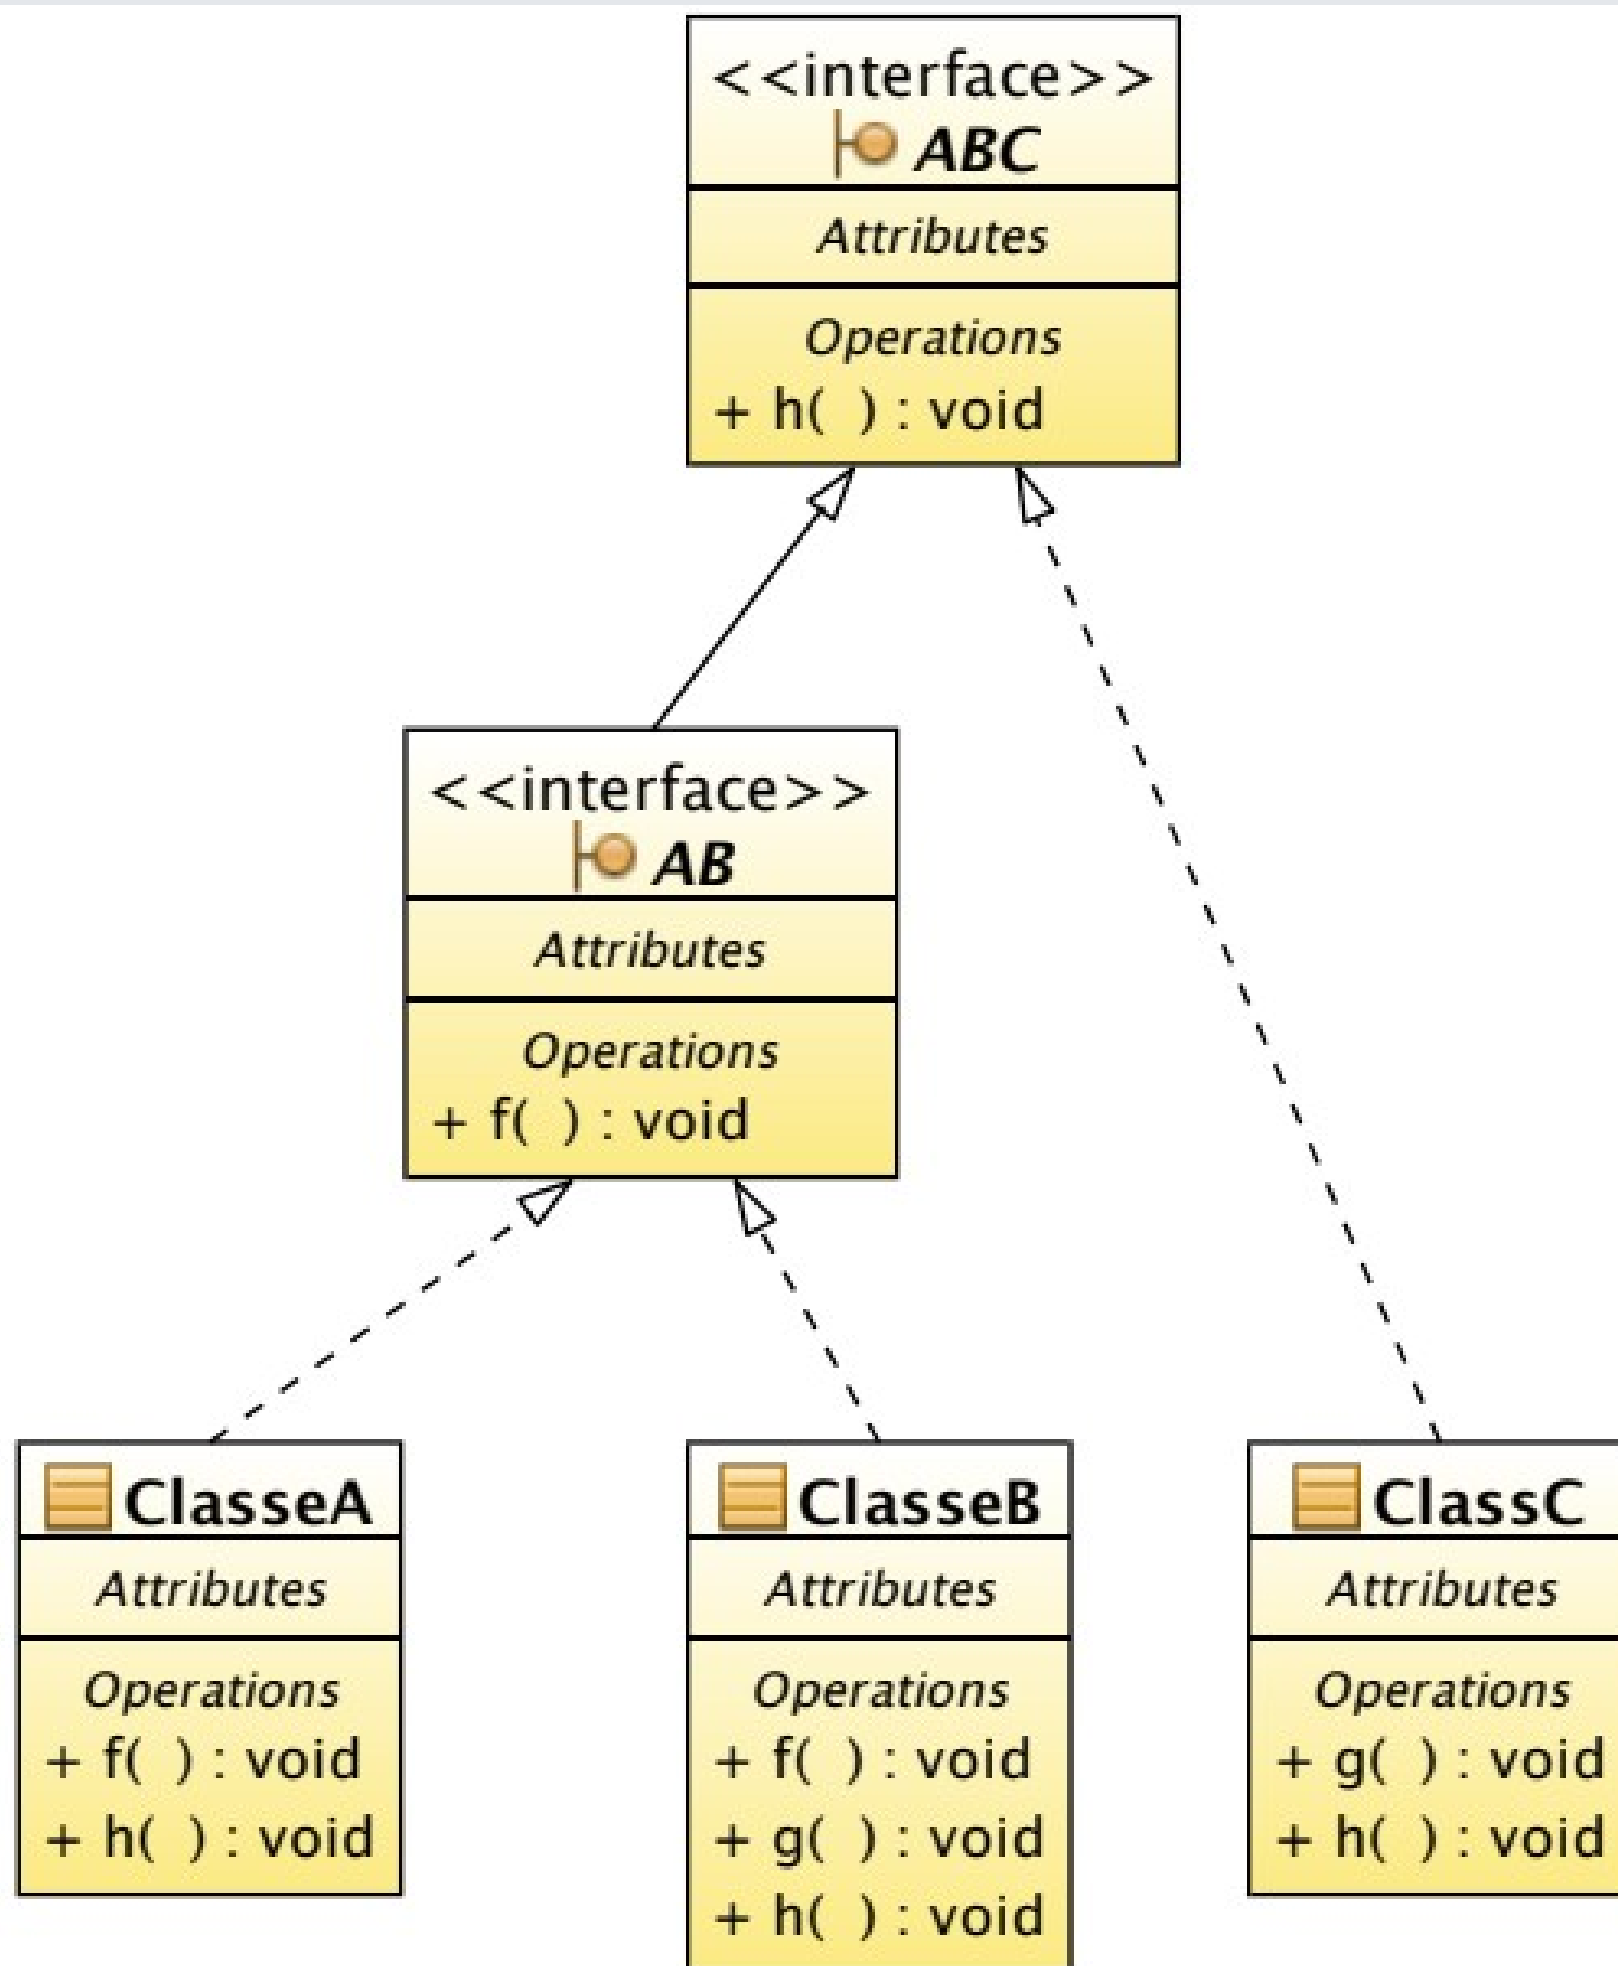 <<interface>>
ABC
Attributes
Operations
+ h( ) : void
<<interface>>
AB
Attributes
Operations
+ f( ) : void
ClasseA
Attributes
Operations
+ f( ) : void
+ h( ) : void
ClasseB
Attributes
Operations
+ f( ) : void
+ g( ) : void
+ h( ) : void
ClassC
Attributes
Operations
+ g( ) : void
+ h( ) : void